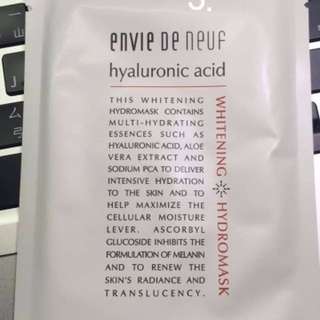 3.
envie de neuf
hyaluronic acid
THIS WHITENING
HYDROMASK CONTAINS
MULTI-HYDRATING
ESSENCES SUCH AS
HYALURONIC ACID, ALOE
VERA EXTRACT AND
SODIUM PCA TO DELIVER
INTENSIVE HYDRATION
TO THE SKIN AND TO
HELP MAXIMIZE THE
CELLULAR MOISTURE
LEVER. ASCORBYL
GLUCOSIDE INHIBITS THE
FORMULATION OF MELANIN
AND TO RENEW THE
SKIN'S RADIANCE AND
TRANSLUCENCY.
WHITENING HYDROMASK